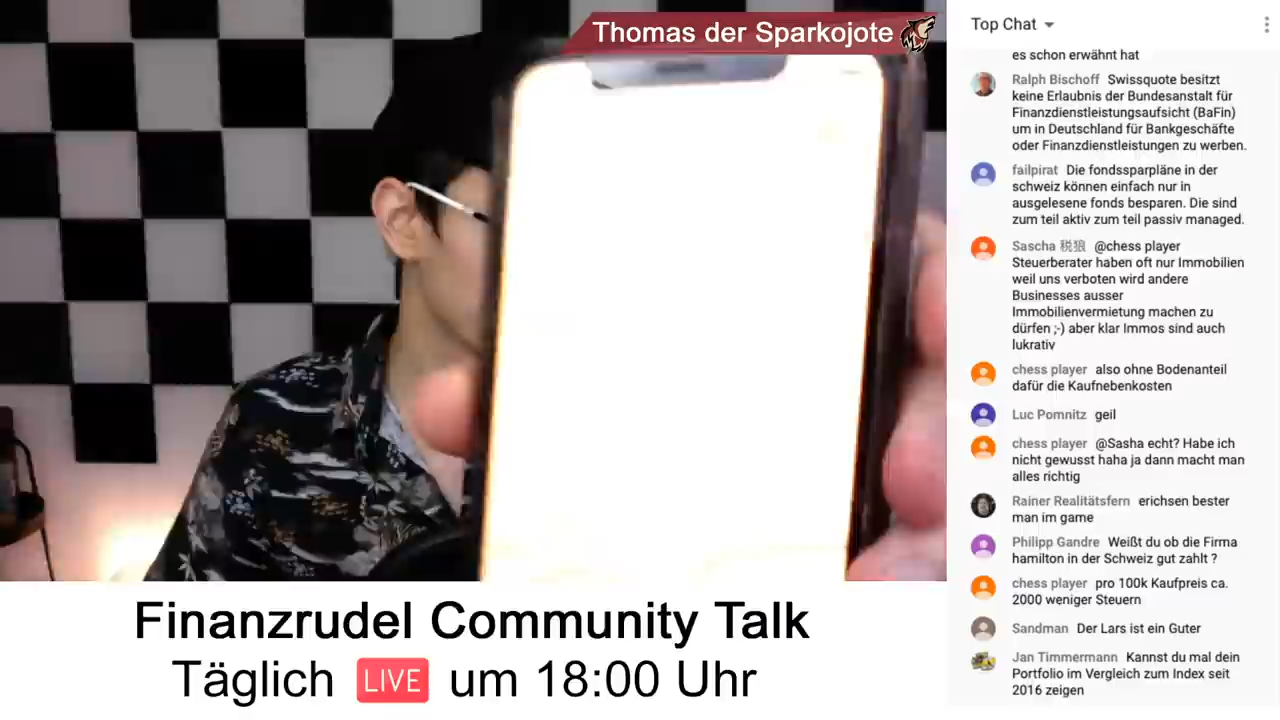 Thomas der Sparkojote
Finanzrudel Community Talk
Täglich LIVE um 18:00 Uhr
Top Chat
es schon erwähnt hat
Ralph Bischoff Swissquote besitzt
keine Erlaubnis der Bundesanstalt für
Finanzdienstleistungsaufsicht (BaFin)
um in Deutschland für Bankgeschäfte
oder Finanzdienstleistungen zu werben.
failpirat Die fondssparpläne in der
schweiz können einfach nur in
ausgelesene fonds besparen. Die sind
zum teil aktiv zum teil passiv managed.
Sascha 税狼 @chess player
Steuerberater haben oft nur Immobilien
weil uns verboten wird andere
Businesses ausser
Immobilienvermietung machen zu
dürfen ;-) aber klar Immos sind auch
lukrativ
chess player also ohne Bodenanteil
dafür die Kaufnebenkosten
Luc Pomnitz geil
chess player @Sasha echt? Habe ich
nicht gewusst haha ja dann macht man
alles richtig
Rainer Realitätsfern erichsen bester
man im game
Philipp Gandre Weißt du ob die Firma
hamilton in der Schweiz gut zahlt ?
chess player pro 100k Kaufpreis ca.
2000 weniger Steuern
Sandman Der Lars ist ein Guter
Jan Timmermann Kannst du mal dein
Portfolio im Vergleich zum Index seit
2016 zeigen